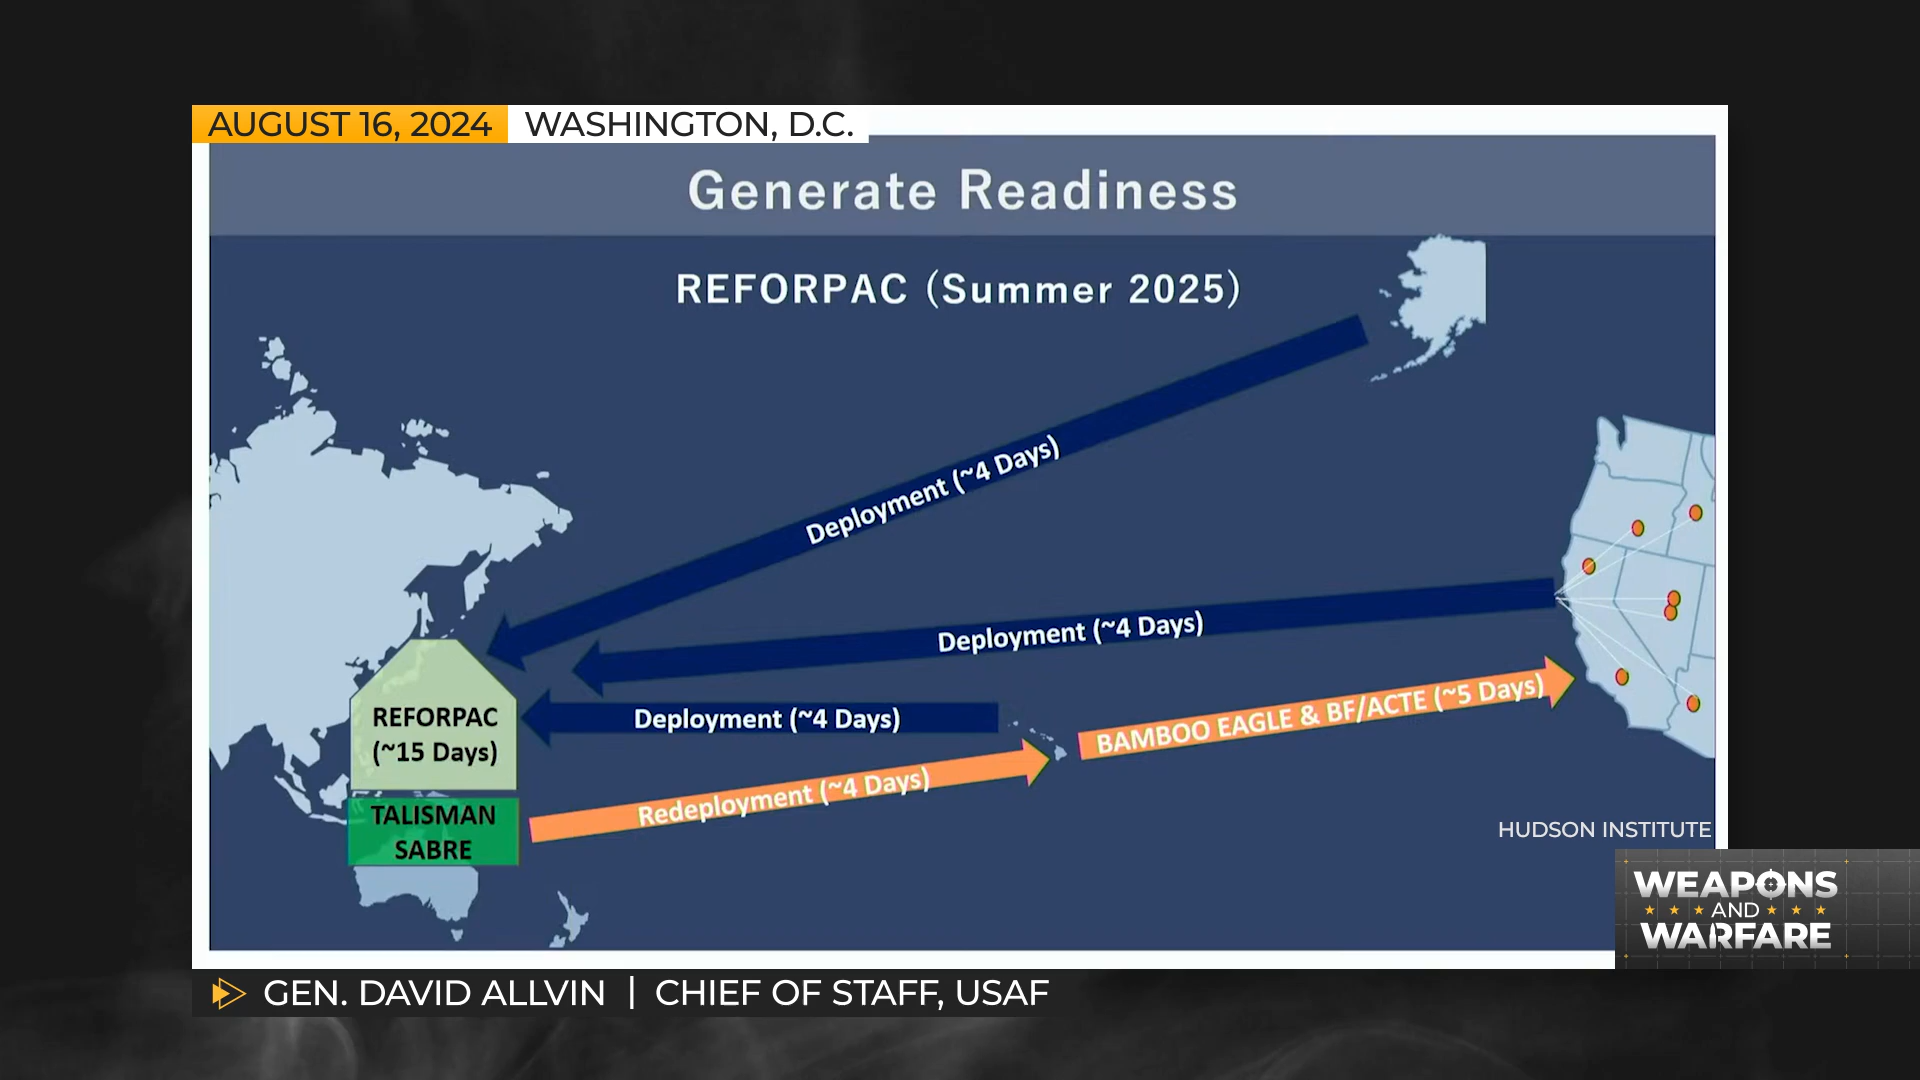 AUGUST 16, 2024
WASHINGTON, D.C.
Generate Readiness
REFORPAC (Summer 2025)
Deployment (~4 Days)
Deployment (~4 Days)
Deployment (~4 Days)
BAMBOO EAGLE & BF/ACTE (~5 Days)
Redeployment (~4 Days)
REFORPAC
(~15 Days)
TALISMAN
SABRE
HUDSON INSTITUTE
WEAPONS
AND
WARFARE
GEN. DAVID ALLVIN | CHIEF OF STAFF, USAF